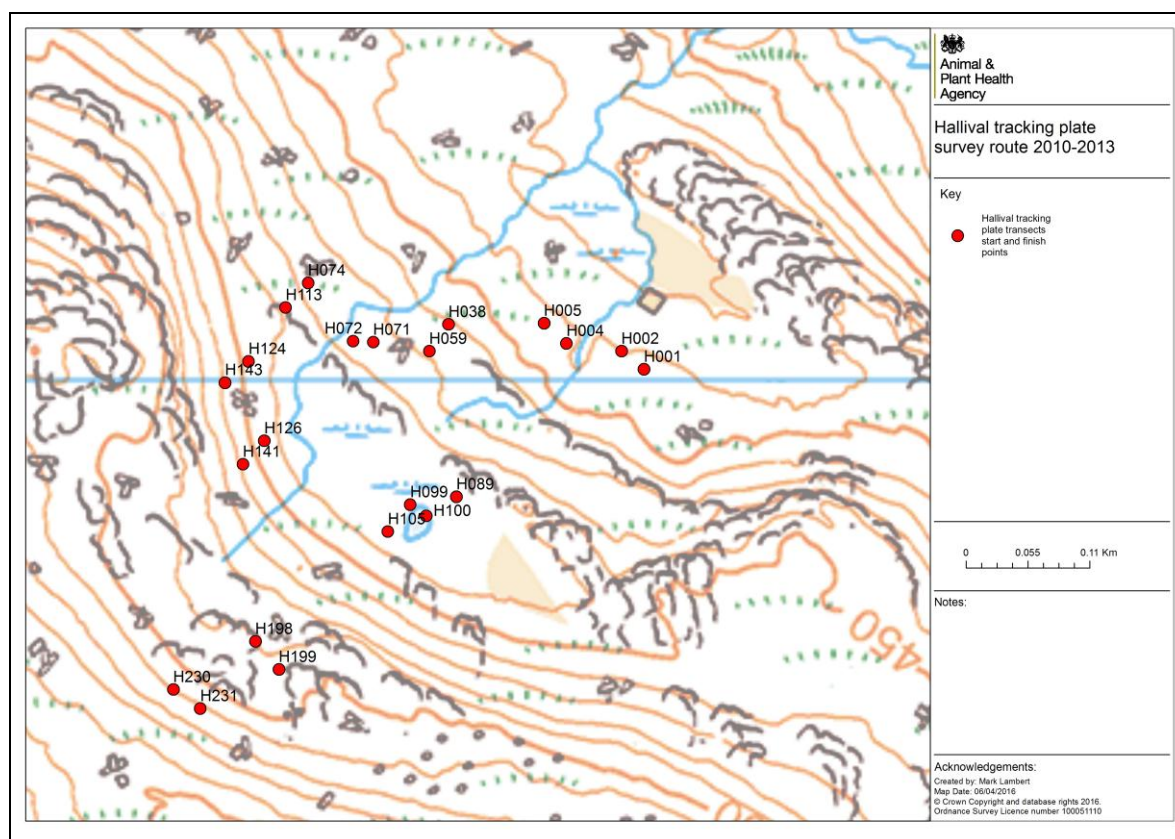 Animal &
Plant Health
Agency
Hallival tracking plate
survey route 2010-2013
Key
Hallival tracking
plate transects
start and finish
points
H074
H113
H072
H071
H038
H005
H059
H004
H002
H001
H124
H143
H126
H141
H099
H089
H100
H105
H198
H199
H230
H231
450
0 0.055 0.11 Km
Notes:
Acknowledgements:
Created by: Mark Lambert
Map Date: 06/04/2016
© Crown Copyright and database rights 2016.
Ordnance Survey Licence number 100051110